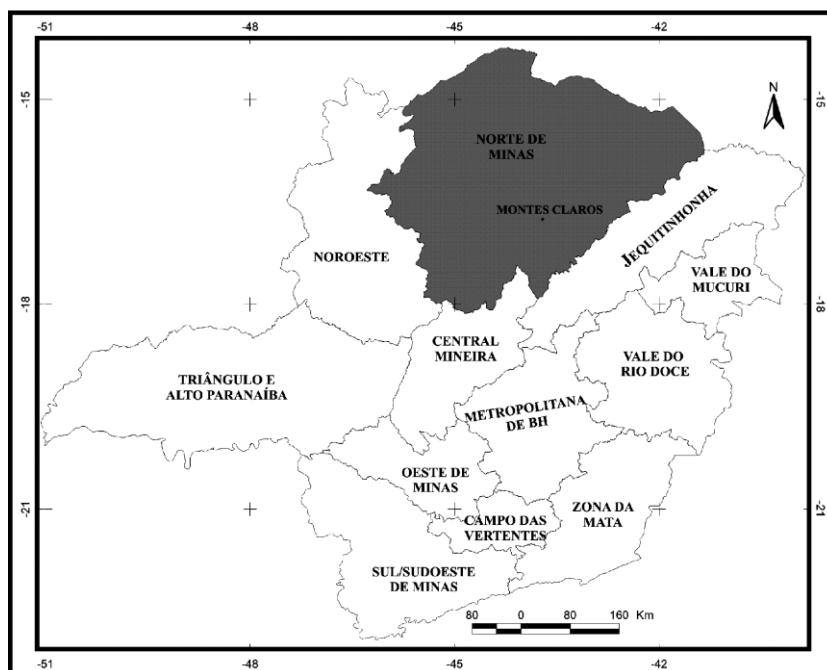 -51
-48
-45
-42
N
-15
-15
NORTE DE
MINAS
MONTES CLAROS
JEQUITINHONHA
NOROESTE
VALE DO
MUCURI
-18
-18
CENTRAL
MINEIRA
VALE DO
RIO DOCE
TRIÂNGULO E
ALTO PARANAÍBA
METROPOLITANA
DE BH
OESTE DE
MINAS
-21
-21
ZONA DA
MATA
CAMPO DAS
VERTENTES
SUL/SUDOESTE
DE MINAS
80 0 80 160 Km
-51
-48
-45
-42